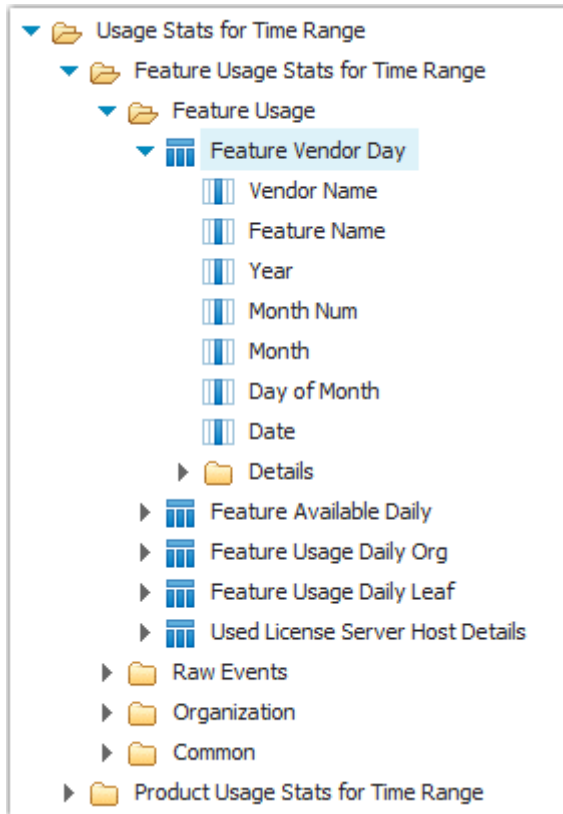 Usage Stats for Time Range
Feature Usage Stats for Time Range
Feature Usage
Feature Vendor Day
Vendor Name
Feature Name
Year
Month Num
Month
Day of Month
Date
Details
Feature Available Daily
Feature Usage Daily Org
Feature Usage Daily Leaf
Used License Server Host Details
Raw Events
Organization
Common
Product Usage Stats for Time Range